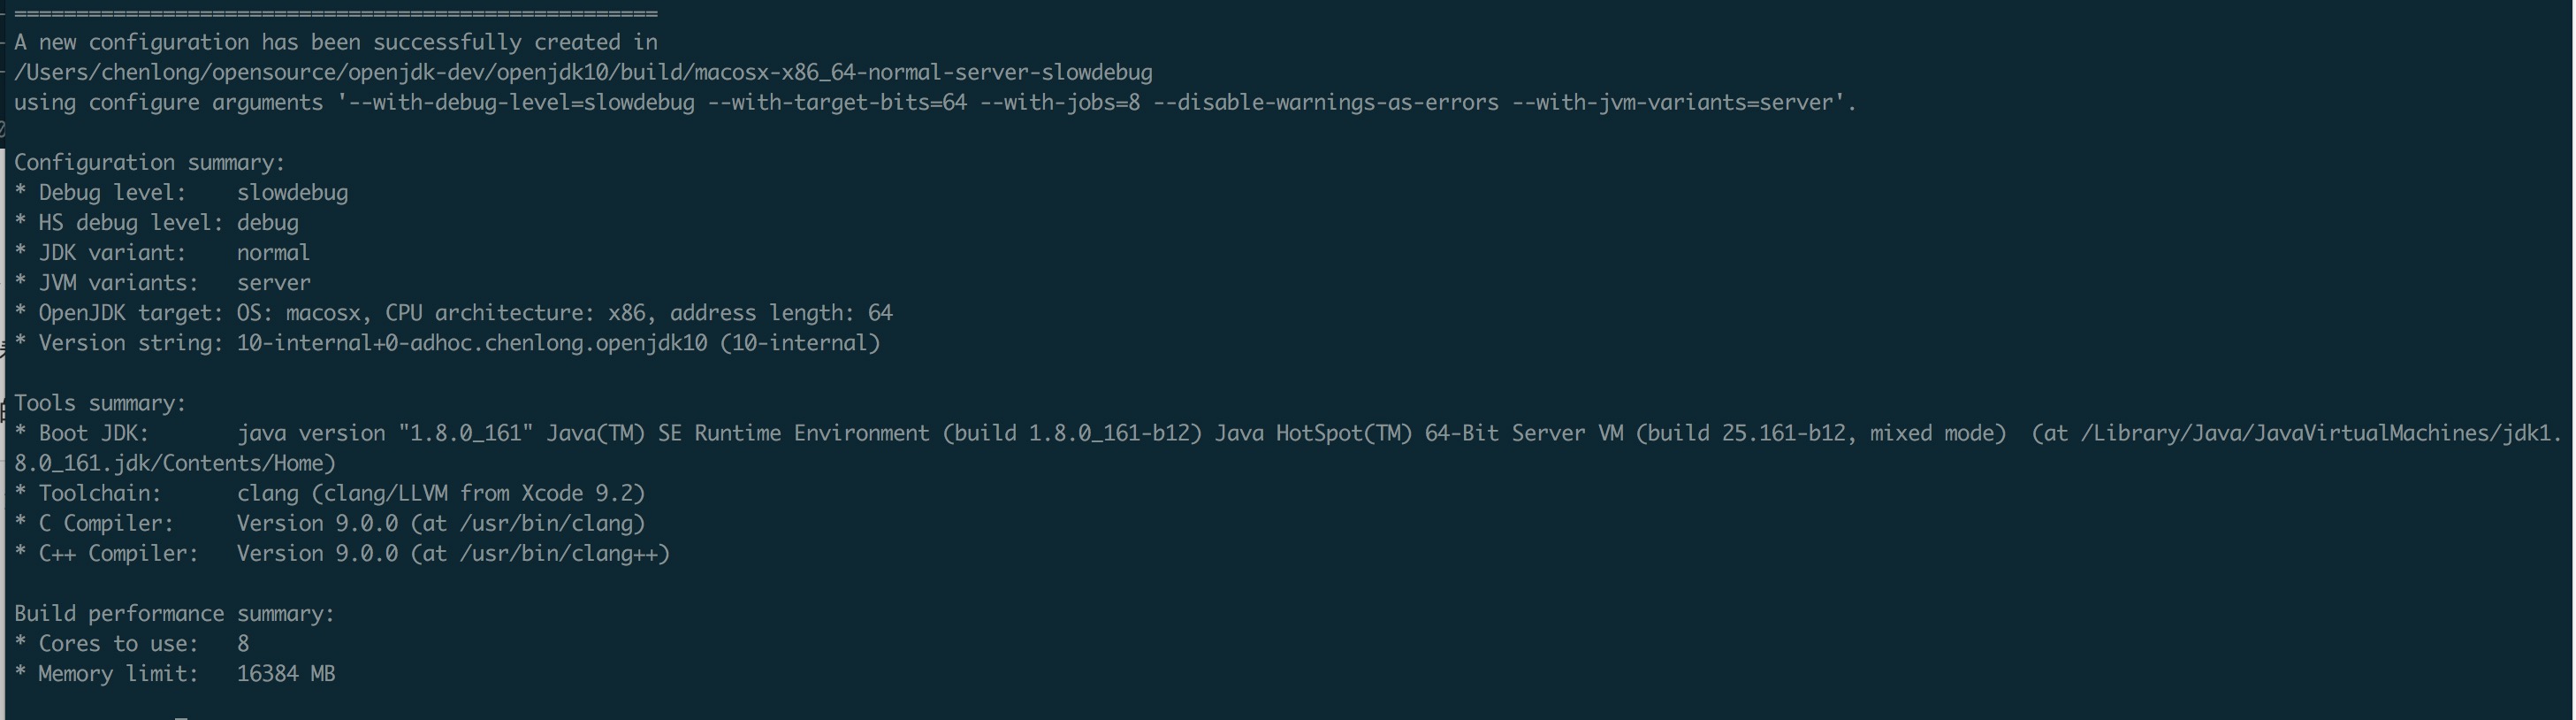 ====================================================
A new configuration has been successfully created in
/Users/chenlong/opensource/openjdk-dev/openjdk10/build/macosx-x86_64-normal-server-slowdebug
using configure arguments '--with-debug-level=slowdebug --with-target-bits=64 --with-jobs=8 --disable-warnings-as-errors --with-jvm-variants=server'.

Configuration summary:
* Debug level:    slowdebug
* HS debug level: debug
* JDK variant:    normal
* JVM variants:   server
* OpenJDK target: OS: macosx, CPU architecture: x86, address length: 64
* Version string: 10-internal+0-adhoc.chenlong.openjdk10 (10-internal)

Tools summary:
* Boot JDK:       java version "1.8.0_161" Java(TM) SE Runtime Environment (build 1.8.0_161-b12) Java HotSpot(TM) 64-Bit Server VM (build 25.161-b12, mixed mode)  (at /Library/Java/JavaVirtualMachines/jdk1.
8.0_161.jdk/Contents/Home)
* Toolchain:      clang (clang/LLVM from Xcode 9.2)
* C Compiler:     Version 9.0.0 (at /usr/bin/clang)
* C++ Compiler:   Version 9.0.0 (at /usr/bin/clang++)

Build performance summary:
* Cores to use:   8
* Memory limit:   16384 MB